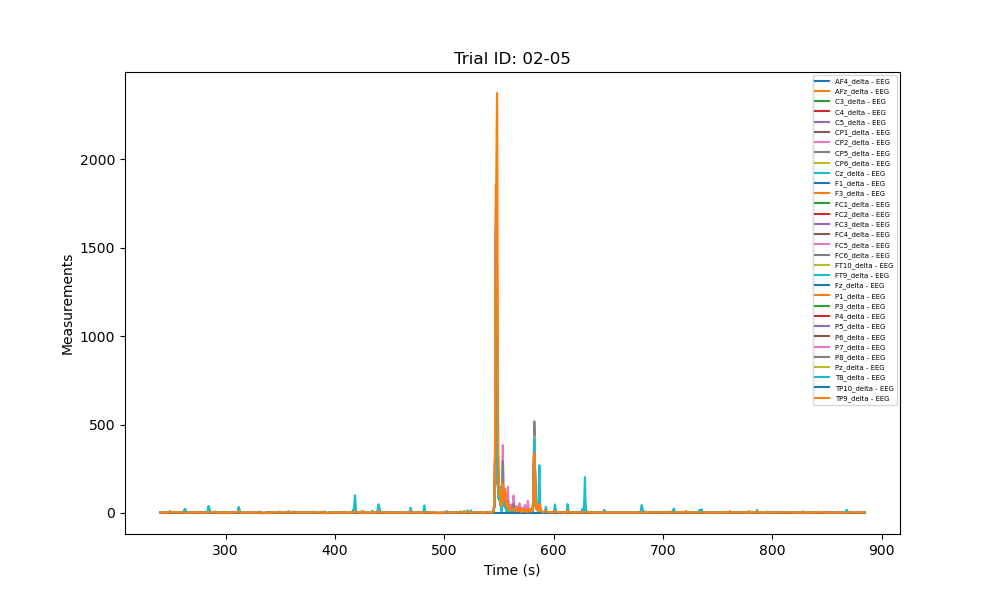 Trial ID: 02-05
AF4_delta - EEG
AFz_delta - EEG
C3_delta - EEG
C4_delta - EEG
C5_delta - EEG
CP1_delta - EEG
CP2_delta - EEG
CP5_delta - EEG
CP6_delta - EEG
Cz_delta - EEG
F1_delta - EEG
F3_delta - EEG
FC1_delta - EEG
FC2_delta - EEG
FC3_delta - EEG
FC4_delta - EEG
FC5_delta - EEG
FC6_delta - EEG
FT10_delta - EEG
FT9_delta - EEG
Fz_delta - EEG
P1_delta - EEG
P3_delta - EEG
P4_delta - EEG
P5_delta - EEG
P6_delta - EEG
P7_delta - EEG
P8_delta - EEG
Pz_delta - EEG
T8_delta - EEG
TP10_delta - EEG
TP9_delta - EEG
2000
1500
1000
500
0
Measurements
300 400 500 600 700 800 900
Time (s)